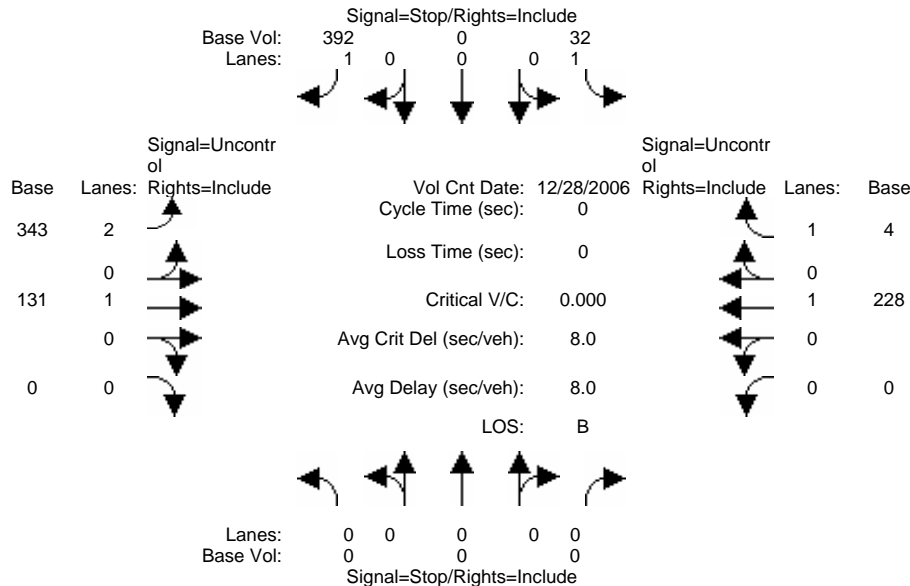 Signal=Stop/Rights=Include
Base Vol: 392 0 32
Lanes: 1 0 0 0 1
Signal=Uncontr
ol
Rights=Include
Signal=Uncontr
ol
Rights=Include
Base Lanes: Vol Cnt Date: 12/28/2006 Lanes: Base
Cycle Time (sec): 0
343 2 1 4
Loss Time (sec): 0
0 0
131 1 Critical V/C: 0.000 1 228
0 Avg Crit Del (sec/veh): 8.0 0
0 0 Avg Delay (sec/veh): 8.0 0 0
LOS: B
Lanes: 0 0 0 0 0
Base Vol: 0 0 0
Signal=Stop/Rights=Include